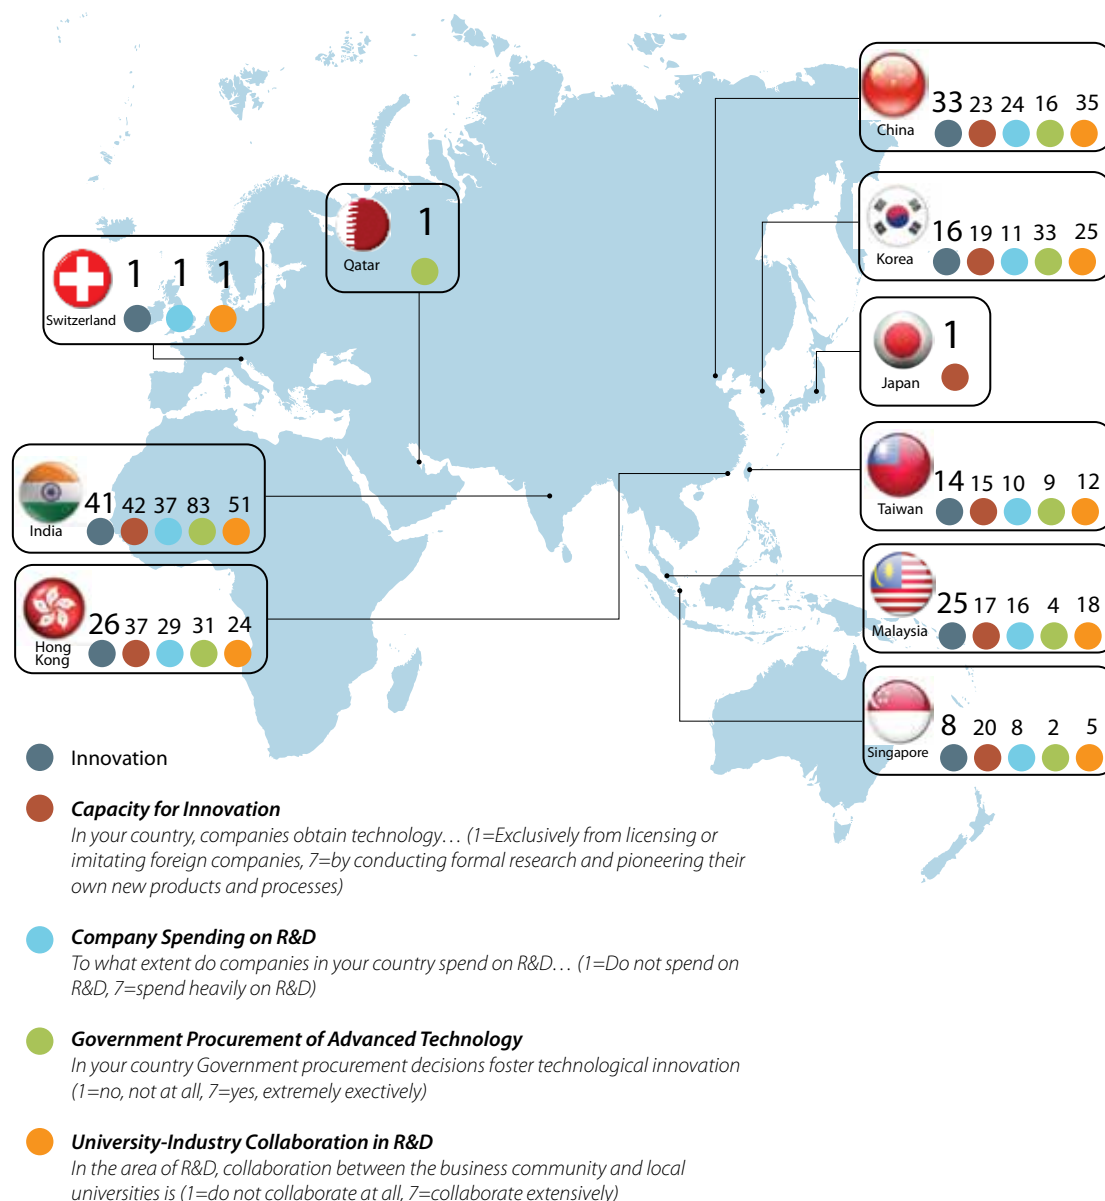 China
33 23 24 16 35
Korea
16 19 11 33 25
Qatar
1
Switzerland
1 1 1
Japan
1
India
41 42 37 83 51
Taiwan
14 15 10 9 12
Hong
Kong
26 37 29 31 24
Malaysia
25 17 16 4 18
Singapore
8 20 8 2 5
Innovation
Capacity for Innovation
In your country, companies obtain technology… (1=Exclusively from licensing or
imitating foreign companies, 7=by conducting formal research and pioneering their
own new products and processes)
Company Spending on R&D
To what extent do companies in your country spend on R&D… (1=Do not spend on
R&D, 7=spend heavily on R&D)
Government Procurement of Advanced Technology
In your country Government procurement decisions foster technological innovation
(1=no, not at all, 7=yes, extremely exectively)
University-Industry Collaboration in R&D
In the area of R&D, collaboration between the business community and local
universities is (1=do not collaborate at all, 7=collaborate extensively)